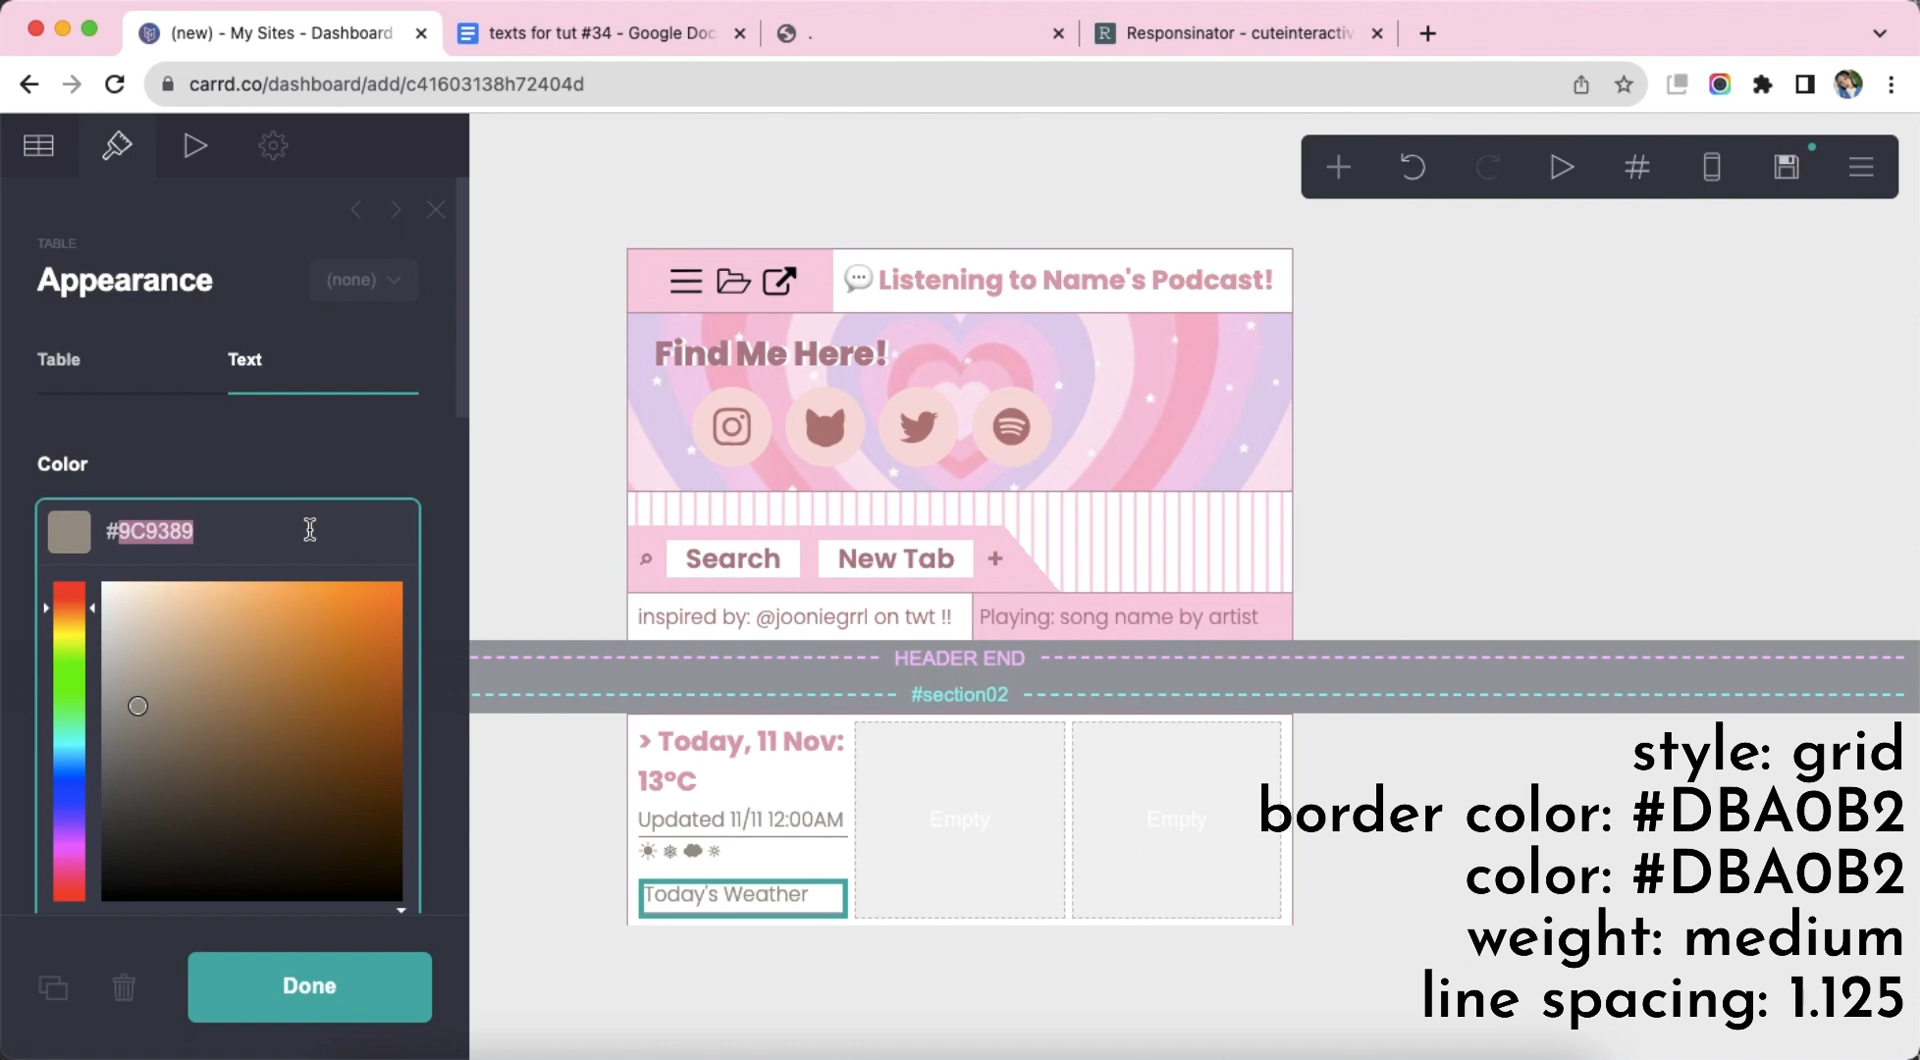 (new) - My Sites - Dashboard
texts for tut #34 - Google Doc
.
Responsinator - cuteinteractiv
carrd.co/dashboard/add/c41603138h72404d
TABLE
Appearance
(none)
Table
Text
Color
#9C9389
Done
Listening to Name's Podcast!
Find Me Here!
Search
New Tab
+
inspired by: @jooniegrrl on twt !!
Playing: song name by artist
HEADER END
#section02
> Today, 11 Nov:
13°C
Updated 11/11 12:00AM
Today's Weather
Empty
Empty
style: grid
border color: #DBA0B2
color: #DBA0B2
weight: medium
line spacing: 1.125